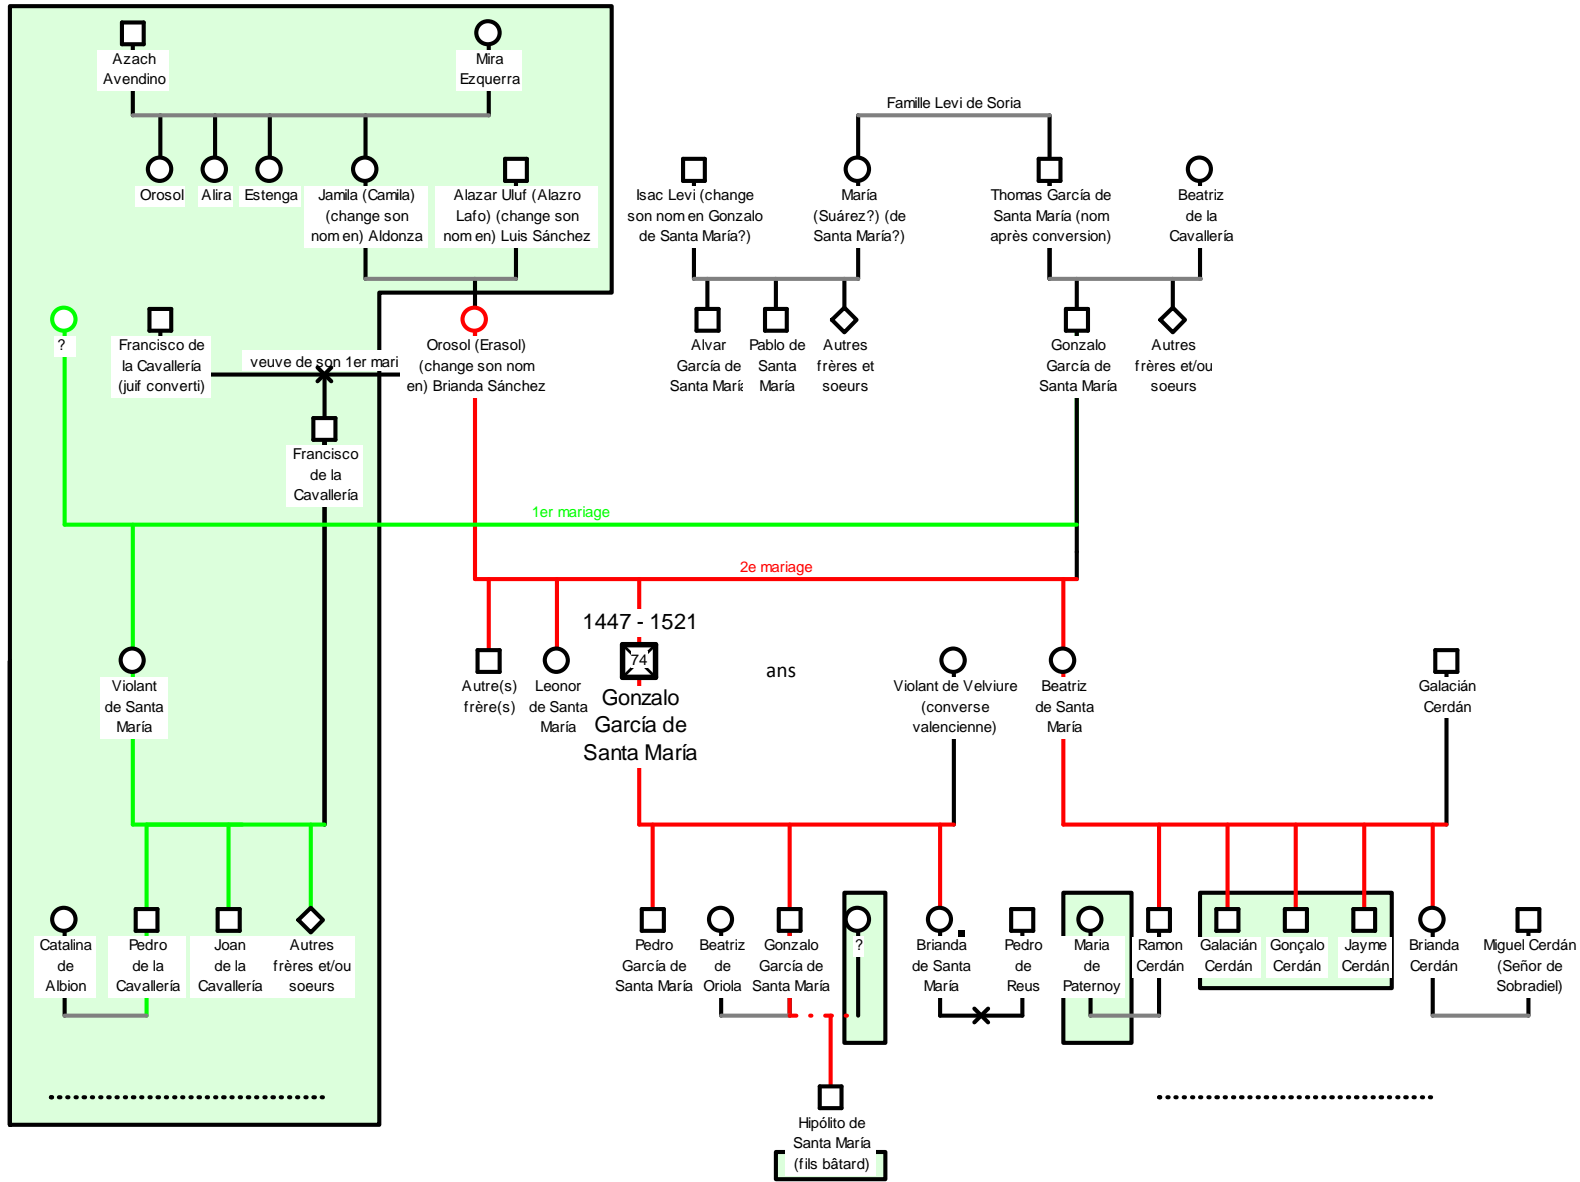 Azach
Avendino
Mira
Ezquerra
Famille Levi de Soria
Orosol
Alira
Estenga
Jamila (Camila)
(change son
nom en) Aldonza
Alazar Uluf (Alazro
Lafo) (change son
nom en) Luis Sánchez
Isac Levi (change
son nom en Gonzalo
de Santa María?)
María
(Suárez?) (de
Santa María?)
Thomas García de
Santa María (nom
après conversion)
Beatriz
de la
Cavallería
?
Francisco de
la Cavallería
(juif converti)
veuve de son 1er mari
Orosol (Erasol)
(change son nom
en) Brianda Sánchez
Alvar
García de
Santa María
Pablo de
Santa
María
Autres
frères et
soeurs
Gonzalo
García de
Santa María
Autres
frères et/ou
soeurs
Francisco
de la
Cavallería
1er mariage
2e mariage
1447 - 1521
74
ans
Violant
de Santa
María
Autre(s)
frère(s)
Leonor
de Santa
María
Gonzalo
García de
Santa María
Violant de Velviure
(converse
valencienne)
Beatriz
de Santa
María
Galacián
Cerdán
Catalina
de
Albion
Pedro
de la
Cavallería
Joan
de la
Cavallería
Autres
frères et/ou
soeurs
Pedro
García de
Santa María
Beatriz
de
Oriola
Gonzalo
García de
Santa María
?
Brianda
de Santa
María
Pedro
de
Reus
Maria
de
Paternoy
Ramon
Cerdán
Galacián
Cerdán
Gonçalo
Cerdán
Jayme
Cerdán
Brianda
Cerdán
Miguel Cerdán
(Señor de
Sobradiel)
Hipólito de
Santa María
(fils bâtard)